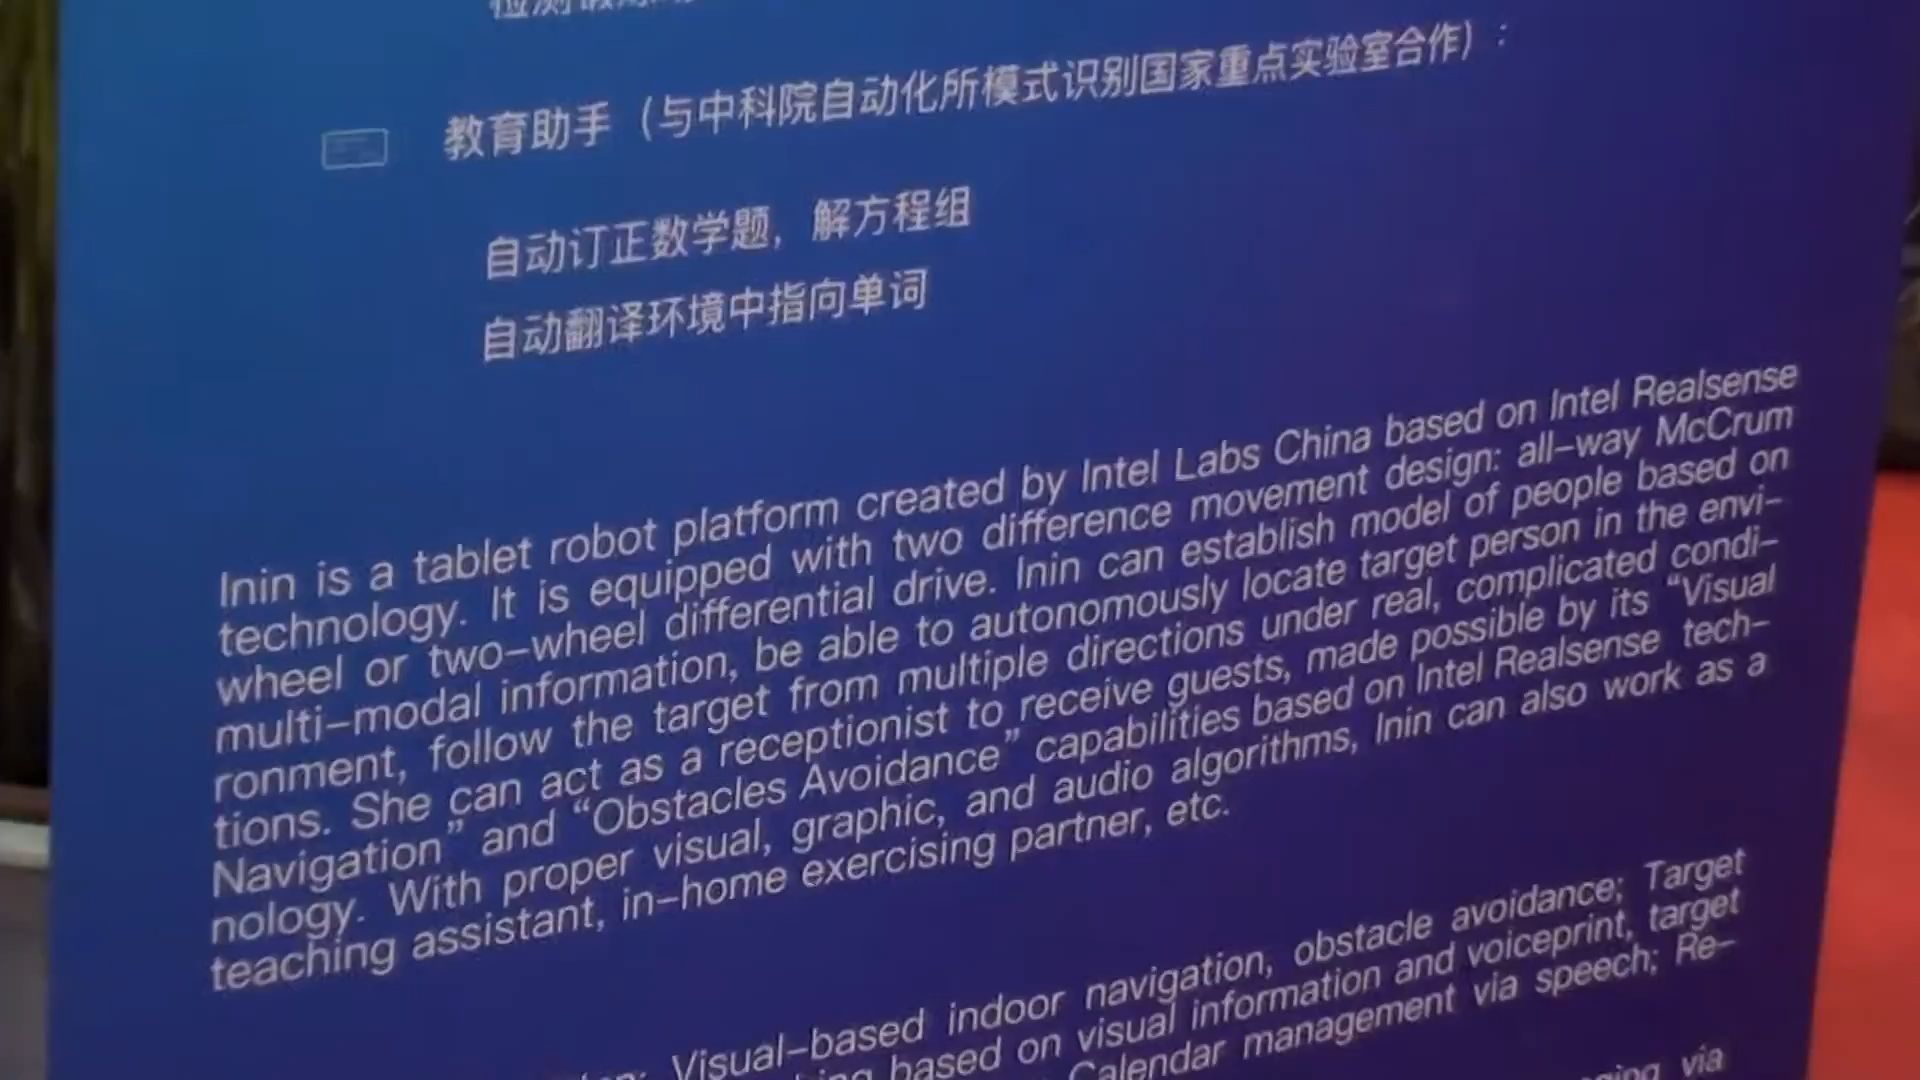 教育助手（与中科院自动化所模式识别国家重点实验室合作）：
自动订正数学题，解方程组
自动翻译环境中指向单词
Inin is a tablet robot platform created by Intel Labs China based on Intel Realsense
technology. It is equipped with two difference movement design: all-way McCrum
wheel or two-wheel differential drive. Inin can establish model of people based on
multi-modal information, be able to autonomously locate target person in the envi-
ronment, follow the target from multiple directions under real, complicated condi-
tions. She can act as a receptionist to receive guests, made possible by its “Visual
Navigation” and “Obstacles Avoidance” capabilities based on Intel Realsense tech-
nology. With proper visual, graphic, and audio algorithms, Inin can also work as a
teaching assistant, in-home exercising partner, etc.
Visual-based indoor navigation, obstacle avoidance; Target
based on visual information and voiceprint, target
Calendar management via speech; Re-
via